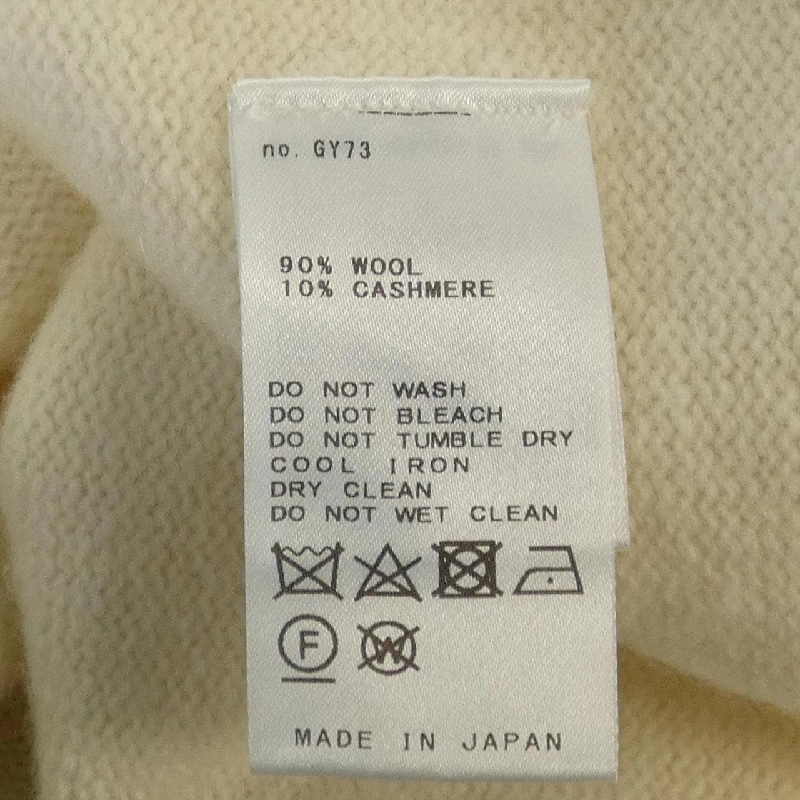 no. GY73
90% WOOL
10% CASHMERE
DO NOT WASH
DO NOT BLEACH
DO NOT TUMBLE DRY
COOL IRON
DRY CLEAN
DO NOT WET CLEAN
F W
MADE IN JAPAN